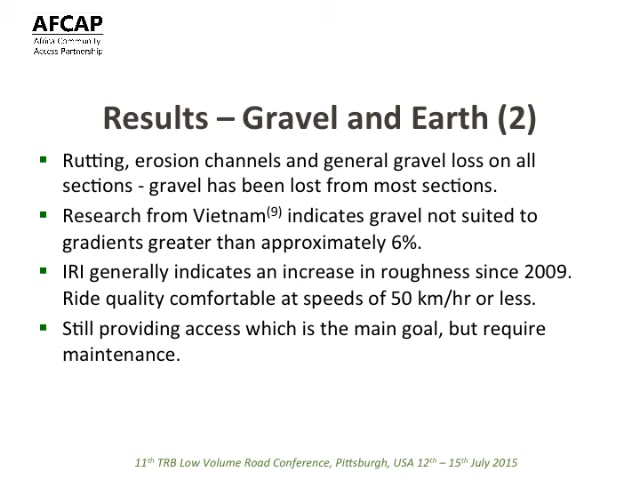 AFCAP
Africa Community
Access Partnership
Results – Gravel and Earth (2)
▪ Rutting, erosion channels and general gravel loss on all
sections - gravel has been lost from most sections.
▪ Research from Vietnam(9) indicates gravel not suited to
gradients greater than approximately 6%.
▪ IRI generally indicates an increase in roughness since 2009.
Ride quality comfortable at speeds of 50 km/hr or less.
▪ Still providing access which is the main goal, but require
maintenance.
11th TRB Low Volume Road Conference, Pittsburgh, USA 12th – 15th July 2015